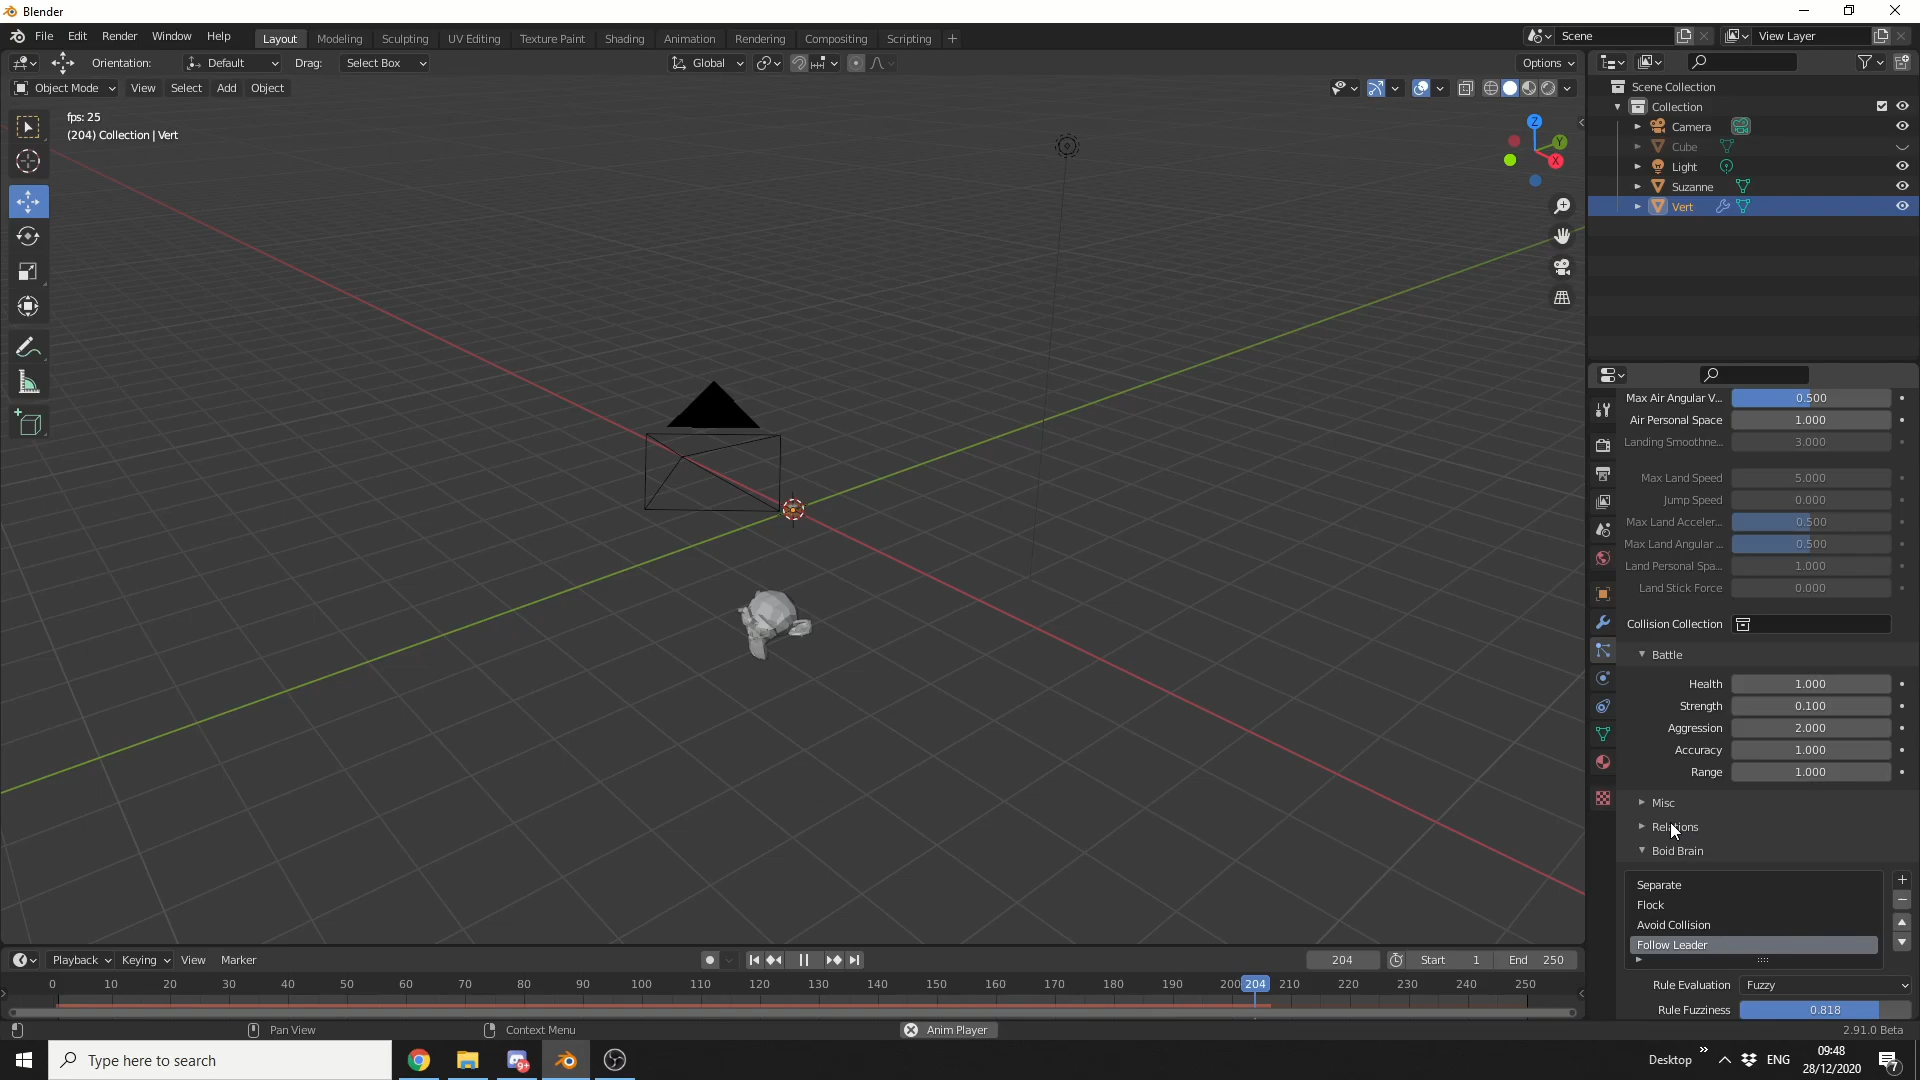 Blender
File Edit Render Window Help
Layout Modeling Sculpting UV Editing Texture Paint Shading Animation Rendering Compositing Scripting
Scene
View Layer
Orientation: Default Drag: Select Box
Global
Options
Object Mode View Select Add Object
fps: 25
(204) Collection | Vert
Z
Y
X
Scene Collection
Collection
Camera
Cube
Light
Suzanne
Vert
Max Air Angular V... 0.500
Air Personal Space 1.000
Landing Smoothne... 3.000
Max Land Speed 5.000
Jump Speed 0.000
Max Land Acceler... 0.500
Max Land Angular ... 0.500
Land Personal Spa... 1.000
Land Stick Force 0.000
Collision Collection
Battle
Health 1.000
Strength 0.100
Aggression 2.000
Accuracy 1.000
Range 1.000
Misc
Relations
Boid Brain
Separate
Flock
Avoid Collision
Follow Leader
Rule Evaluation Fuzzy
Rule Fuzziness 0.818
Playback Keying View Marker
204 Start 1 End 250
0 10 20 30 40 50 60 70 80 90 100 110 120 130 140 150 160 170 180 190 200 204 210 220 230 240 250
Pan View
Context Menu
Anim Player
2.91.0 Beta
Type here to search
Desktop
ENG
09:48
28/12/2020
7